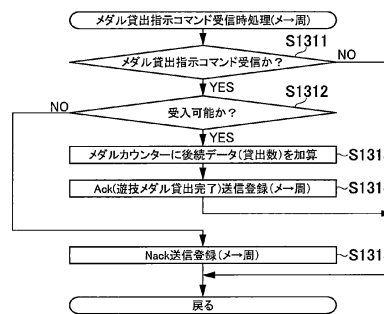 メダル貸出指示コマンド受信時処理(メ→周)
S1311
メダル貸出指示コマンド受信か?
NO
YES
S1312
NO
受入可能か?
YES
メダルカウンターに後続データ(貸出数)を加算
S131
Ack(遊技メダル貸出完了)送信登録(メ→周)
S131
Nack送信登録(メ→周)
S131
戻る